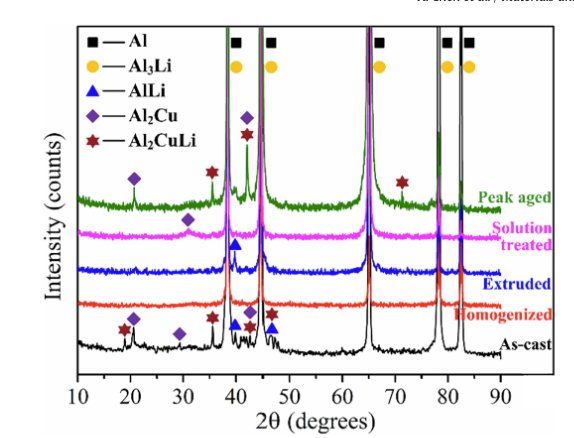 Al
Al₃Li
AlLi
Al₂Cu
Al₂CuLi
Peak aged
Solution
treated
Extruded
Homogenized
As-cast
Intensity (counts)
10 20 30 40 50 60 70 80 90
2θ (degrees)